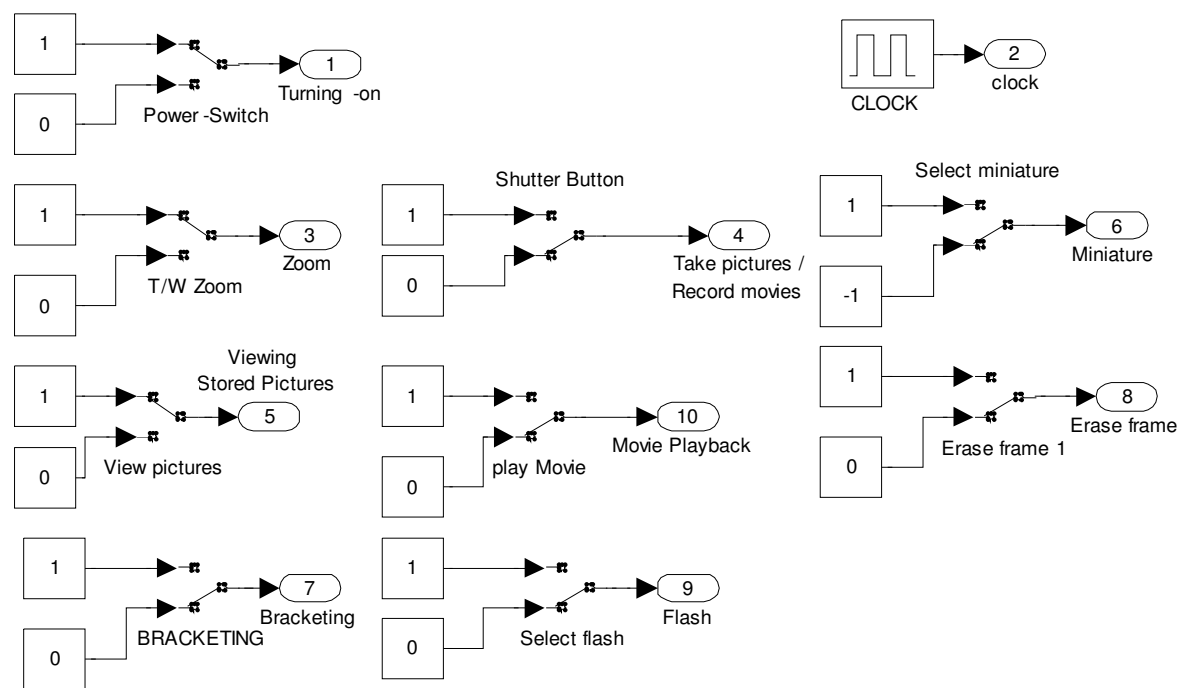 1
0
Power -Switch
1
Turning -on
CLOCK
2
clock
1
0
T/W Zoom
3
Zoom
Shutter Button
1
0
4
Take pictures /
Record movies
Select miniature
1
-1
6
Miniature
Viewing
Stored Pictures
1
0
View pictures
5
1
0
play Movie
10
Movie Playback
1
0
Erase frame 1
8
Erase frame
1
0
BRACKETING
7
Bracketing
1
0
Select flash
9
Flash